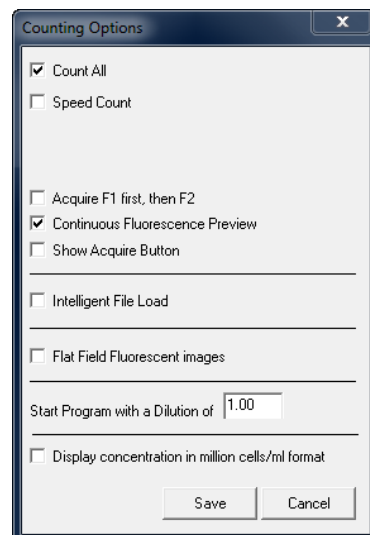 Counting Options
x
Count All
Speed Count
Acquire F1 first, then F2
Continuous Fluorescence Preview
Show Acquire Button
Intelligent File Load
Flat Field Fluorescent images
Start Program with a Dilution of 1.00
Display concentration in million cells/ml format
Save Cancel